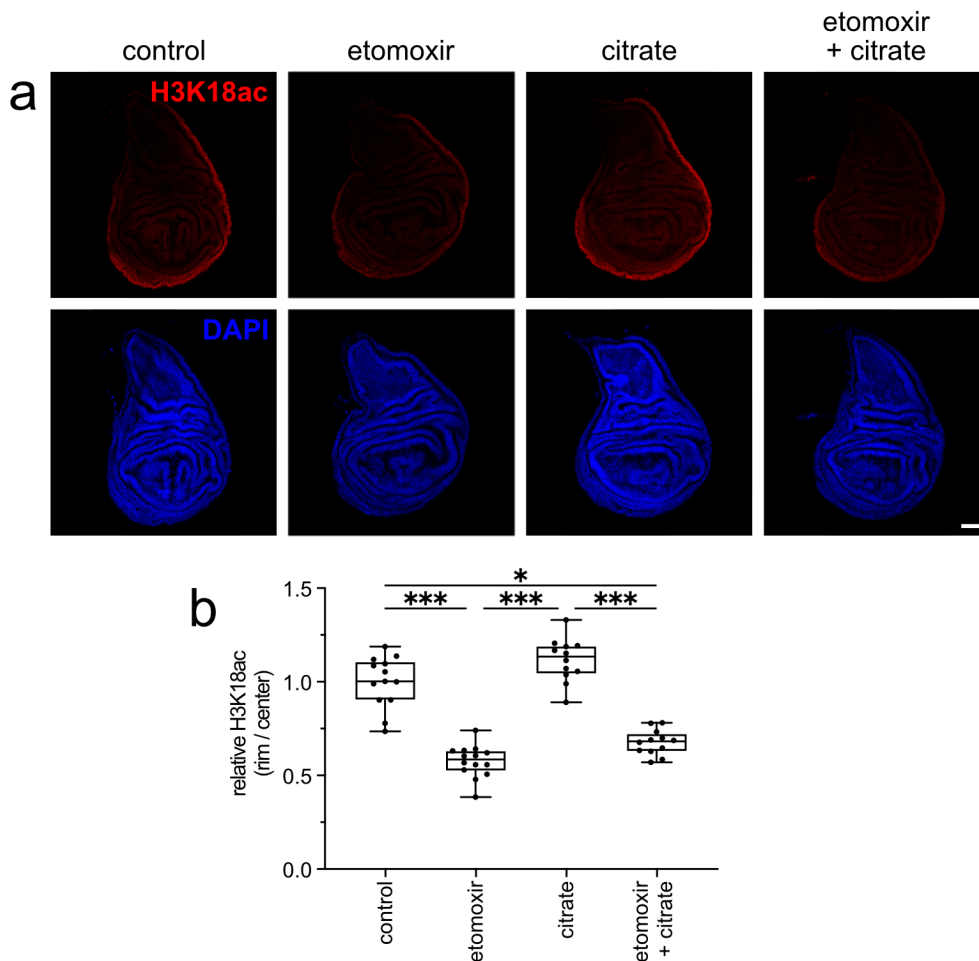 control
etomoxir
citrate
etomoxir
+ citrate
a
H3K18ac
DAPI
b
*
*** *** ***
relative H3K18ac
(rim / center)
1.5
1.0
0.5
0.0
control
etomoxir
citrate
etomoxir
+ citrate